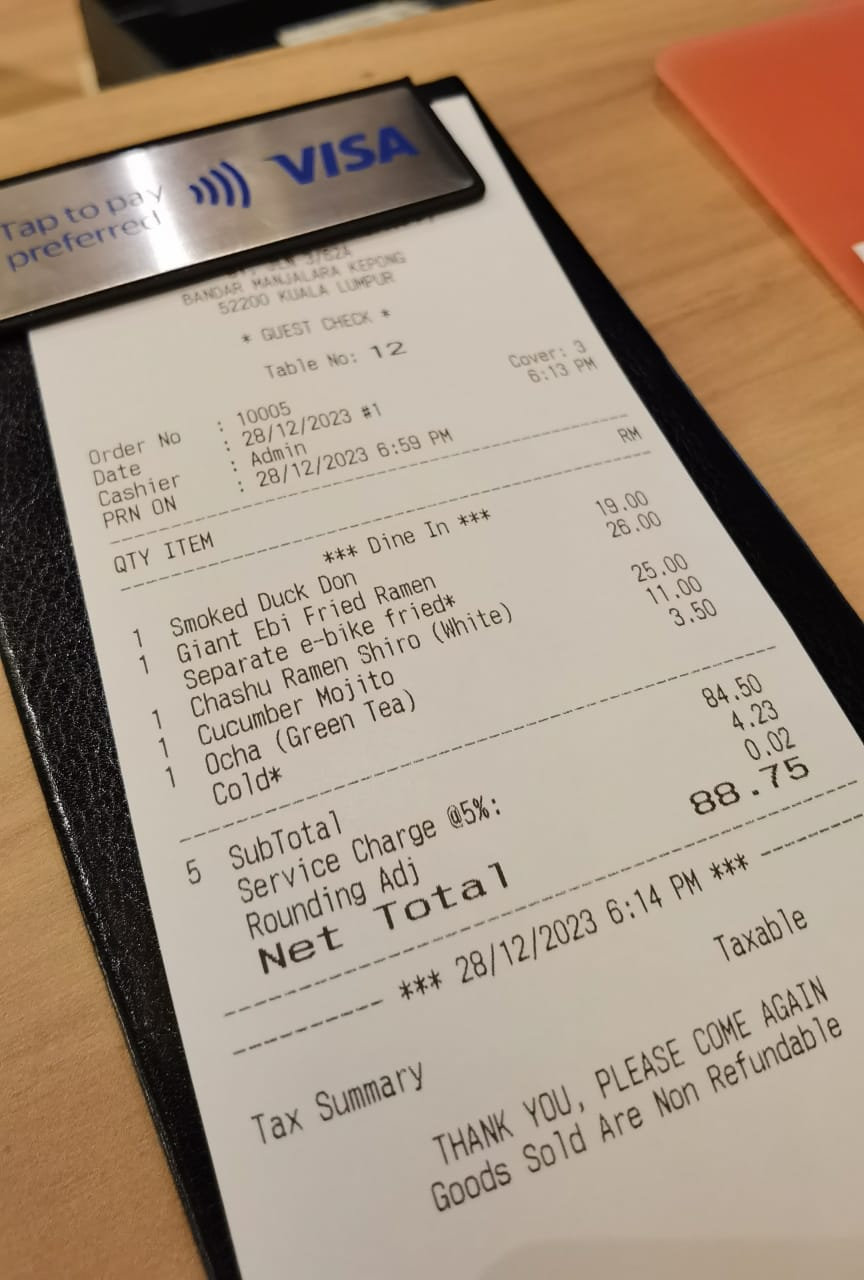 Tap to pay
preferred
VISA
BANDAR MANJALARA KEPONG
52200 KUALA LUMPUR
* GUEST CHECK *
Table No: 12
Cover: 3
Order No : 10005 6:13 PM
Date : 28/12/2023 #1
Cashier : Admin
PRN ON : 28/12/2023 6:59 PM
QTY ITEM RM
*** Dine In ***
1 Smoked Duck Don 19.00
1 Giant Ebi Fried Ramen 26.00
Separate e-bike fried*
1 Chashu Ramen Shiro (White) 25.00
1 Cucumber Mojito 11.00
1 Ocha (Green Tea) 3.50
Cold*
5 SubTotal 84.50
Service Charge @5%: 4.23
Rounding Adj 0.02
Net Total 88.75
*** 28/12/2023 6:14 PM ***
Tax Summary Taxable
THANK YOU, PLEASE COME AGAIN
Goods Sold Are Non Refundable